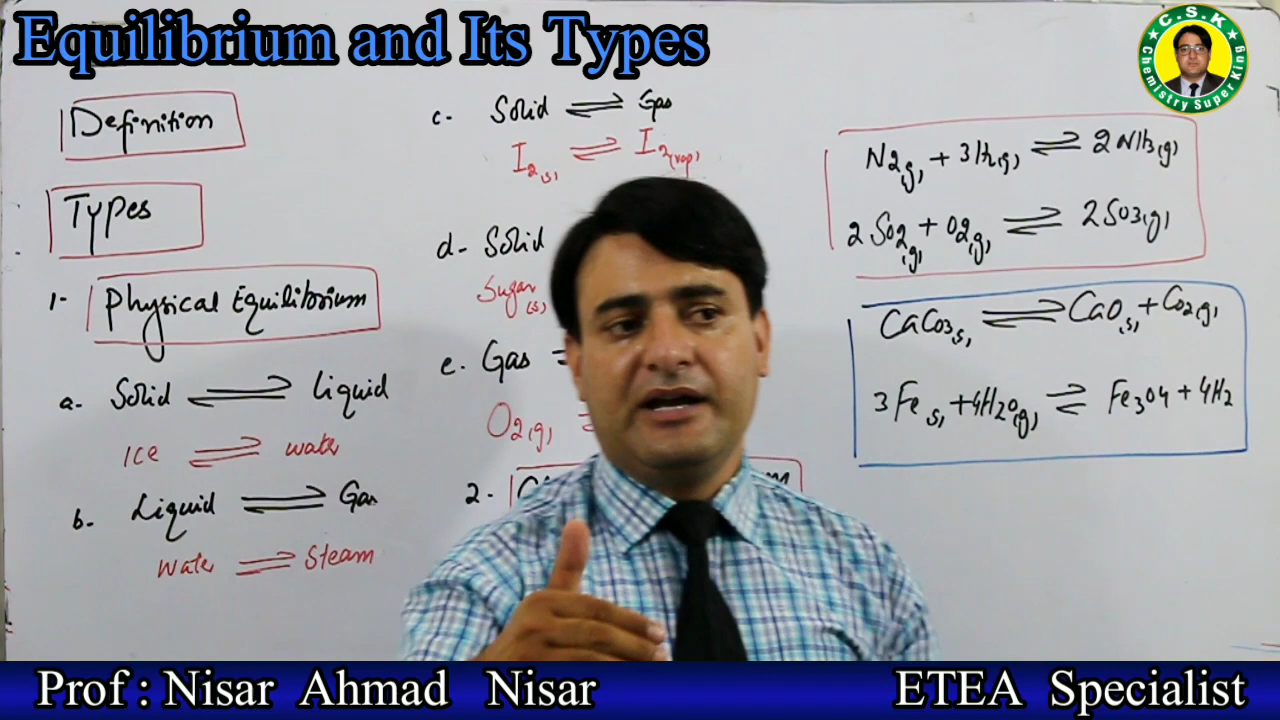 Equilibrium and Its Types
C.S.K
Chemistry Super King
Definition
Types
1- Physical Equilibrium
a. Solid ⇌ Liquid
Ice ⇌ water
b. Liquid ⇌ Gas
Water ⇌ Steam
c. Solid ⇌ Gas
I2(s) ⇌ I2(vap)
d- Solid
Sugar(s)
e. Gas
O2(g)
2-
N2(g) + 3H2(g) ⇌ 2NH3(g)
2SO2(g) + O2(g) ⇌ 2SO3(g)
CaCo3(s) ⇌ CaO(s) + Co2(g)
3Fe(s) + 4H2O(g) ⇌ Fe3O4 + 4H2
Prof : Nisar Ahmad Nisar
ETEA Specialist